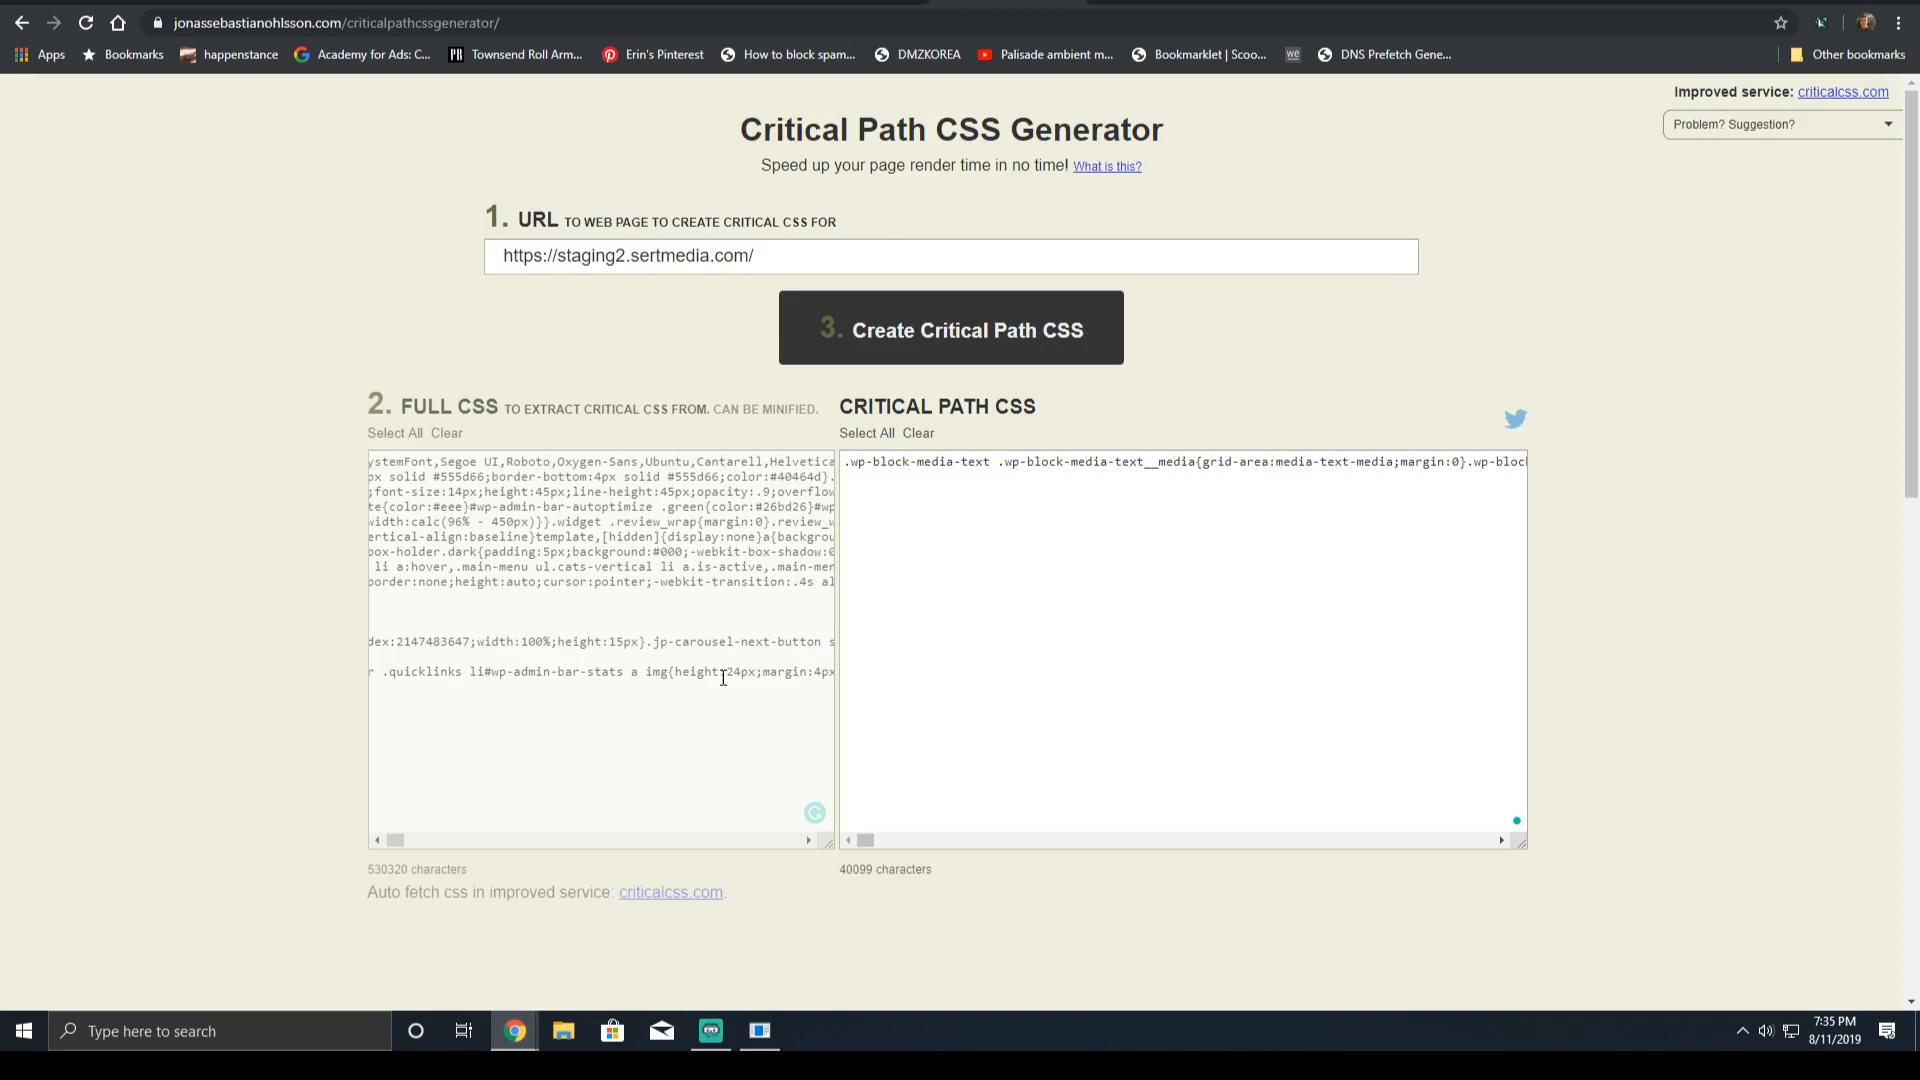 jonassebastianohlsson.com/criticalpathcssgenerator/
Apps Bookmarks happenstance Academy for Ads: C... Townsend Roll Arm... Erin's Pinterest How to block spam... DMZKOREA Palisade ambient m... Bookmarklet | Scoo... we DNS Prefetch Gene... Other bookmarks
Improved service: criticalcss.com
Problem? Suggestion?
Critical Path CSS Generator
Speed up your page render time in no time! What is this?
1. URL TO WEB PAGE TO CREATE CRITICAL CSS FOR
https://staging2.sertmedia.com/
3. Create Critical Path CSS
2. FULL CSS TO EXTRACT CRITICAL CSS FROM. CAN BE MINIFIED.
Select All Clear
ystemFont,Segoe UI,Roboto,Oxygen-Sans,Ubuntu,Cantarell,Helvetica
px solid #555d66;border-bottom:4px solid #555d66;color:#40464d}.
;font-size:14px;height:45px;line-height:45px;opacity:.9;overflow
te{color:#eee}#wp-admin-bar-autoptimize .green{color:#26bd26}#wp
width:calc(96% - 450px)}}.widget .review_wrap{margin:0}.review_w
ertical-align:baseline}template,[hidden]{display:none}a{backgrou
box-holder.dark{padding:5px;background:#000;-webkit-box-shadow:0
li a:hover,.main-menu ul.cats-vertical li a.is-active,.main-men
border:none;height:auto;cursor:pointer;-webkit-transition:.4s al
dex:2147483647;width:100%;height:15px}.jp-carousel-next-button s
r .quicklinks li#wp-admin-bar-stats a img{height:24px;margin:4px
530320 characters
Auto fetch css in improved service: criticalcss.com.
CRITICAL PATH CSS
Select All Clear
.wp-block-media-text .wp-block-media-text__media{grid-area:media-text-media;margin:0}.wp-block
40099 characters
Type here to search
7:35 PM
8/11/2019